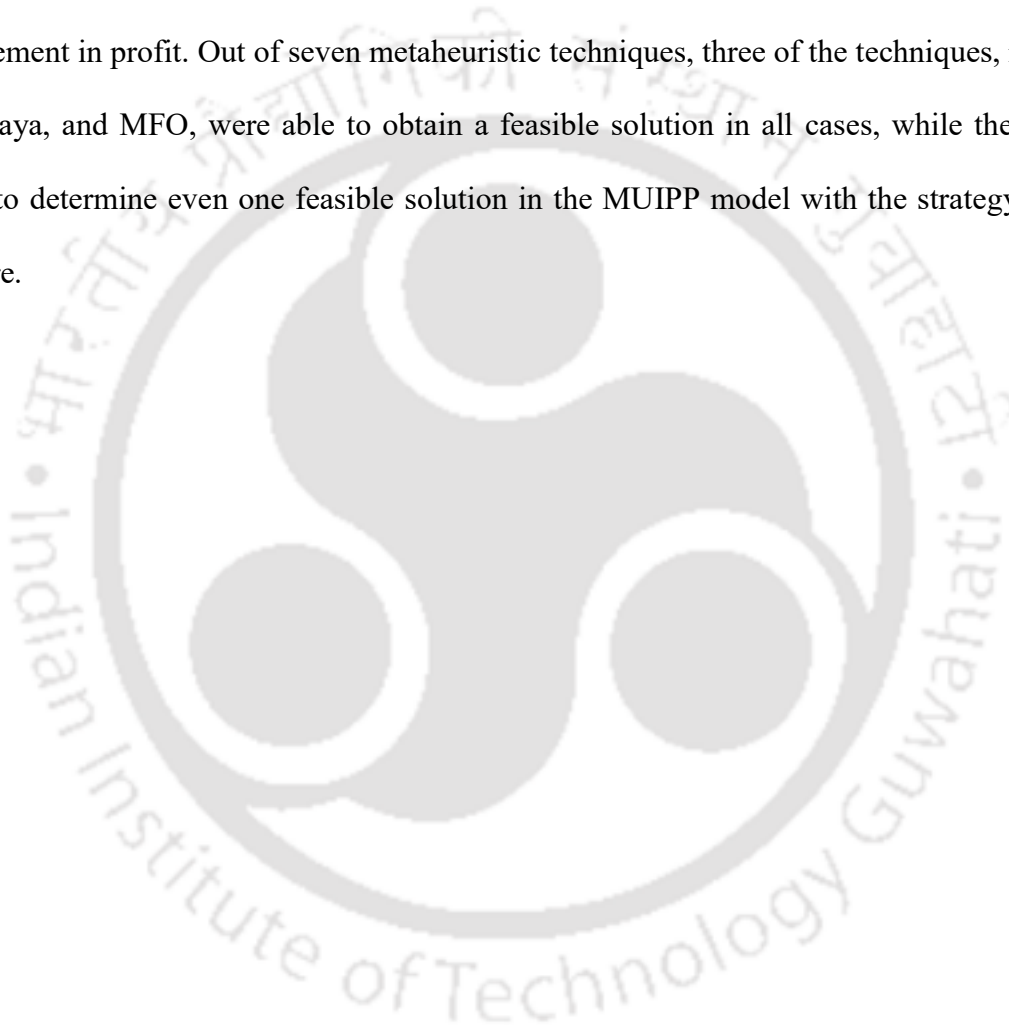 ement in profit. Out of seven metaheuristic techniques, three of the techniques,
aya, and MFO, were able to obtain a feasible solution in all cases, while the
to determine even one feasible solution in the MUIPP model with the strategy
e.
भारतीय प्रौद्योगिकी संस्थान गुवाहाटी
Indian Institute of Technology Guwahati